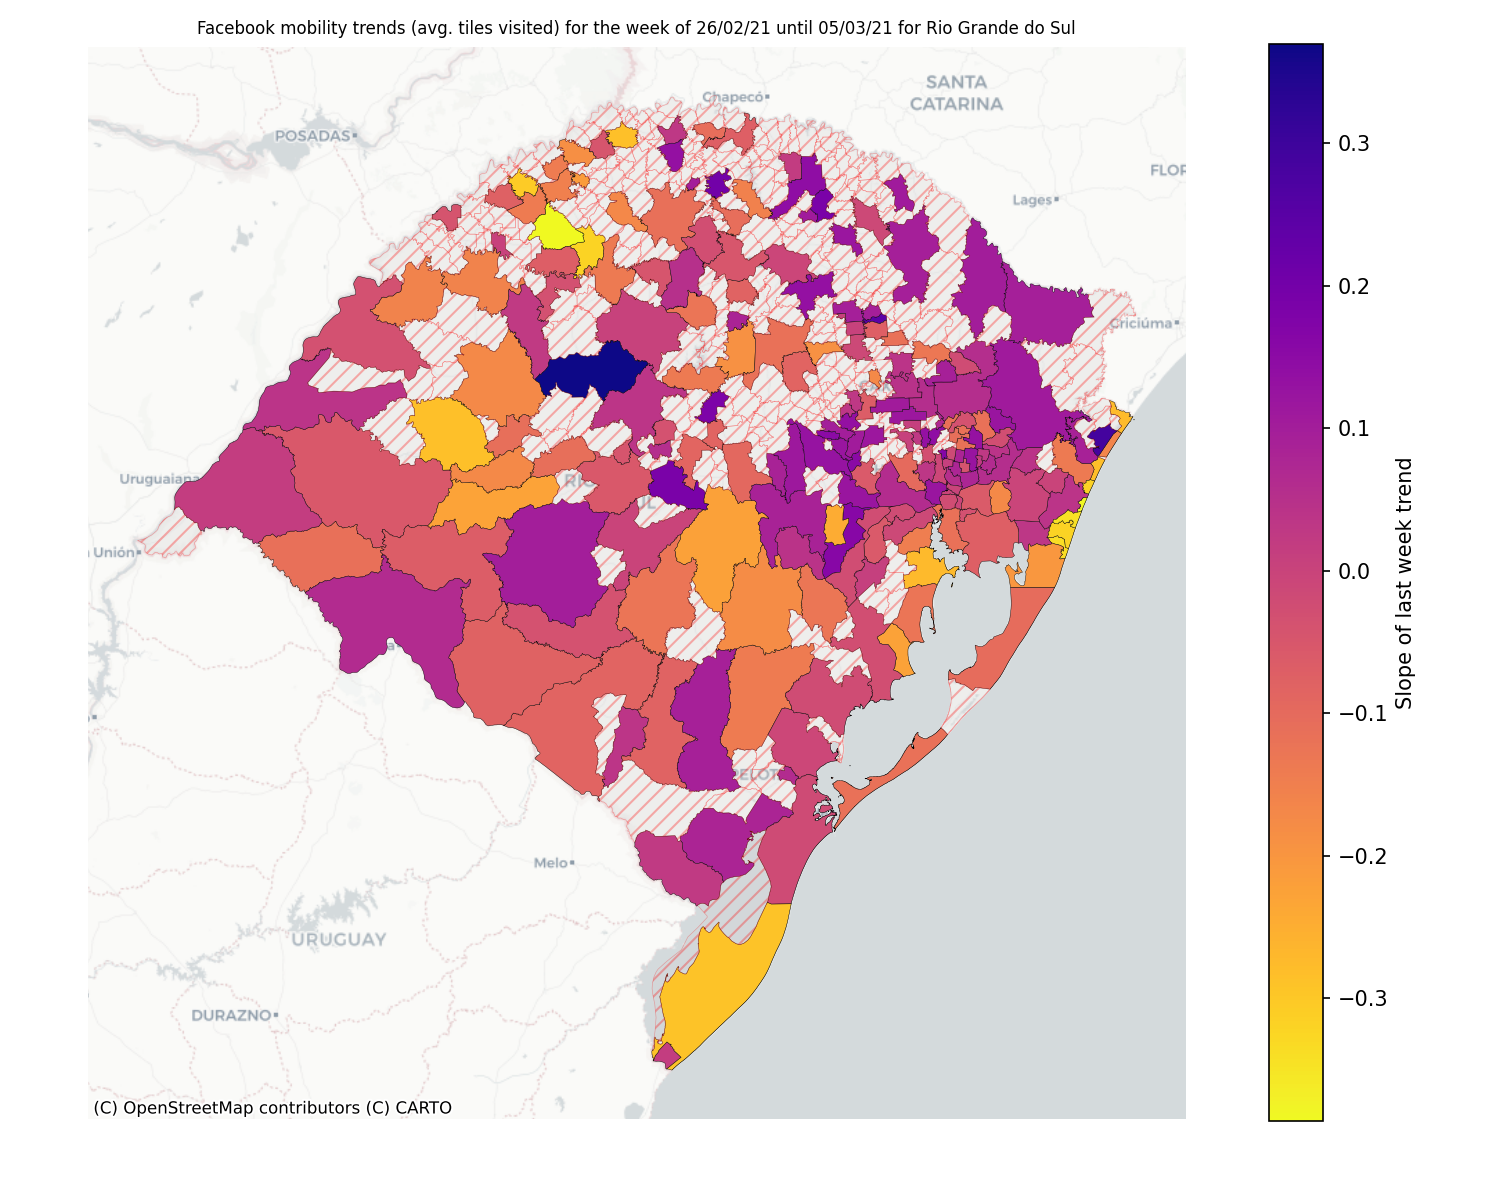 Facebook mobility trends (avg. tiles visited) for the week of 26/02/21 until 05/03/21 for Rio Grande do Sul
Chapecó
SANTA
CATARINA
POSADAS
FLOR
Lages
Criciúma
Uruguaiana
Unión
PELOT
Melo
URUGUAY
DURAZNO
(C) OpenStreetMap contributors (C) CARTO
0.3
0.2
0.1
0.0
−0.1
−0.2
−0.3
Slope of last week trend